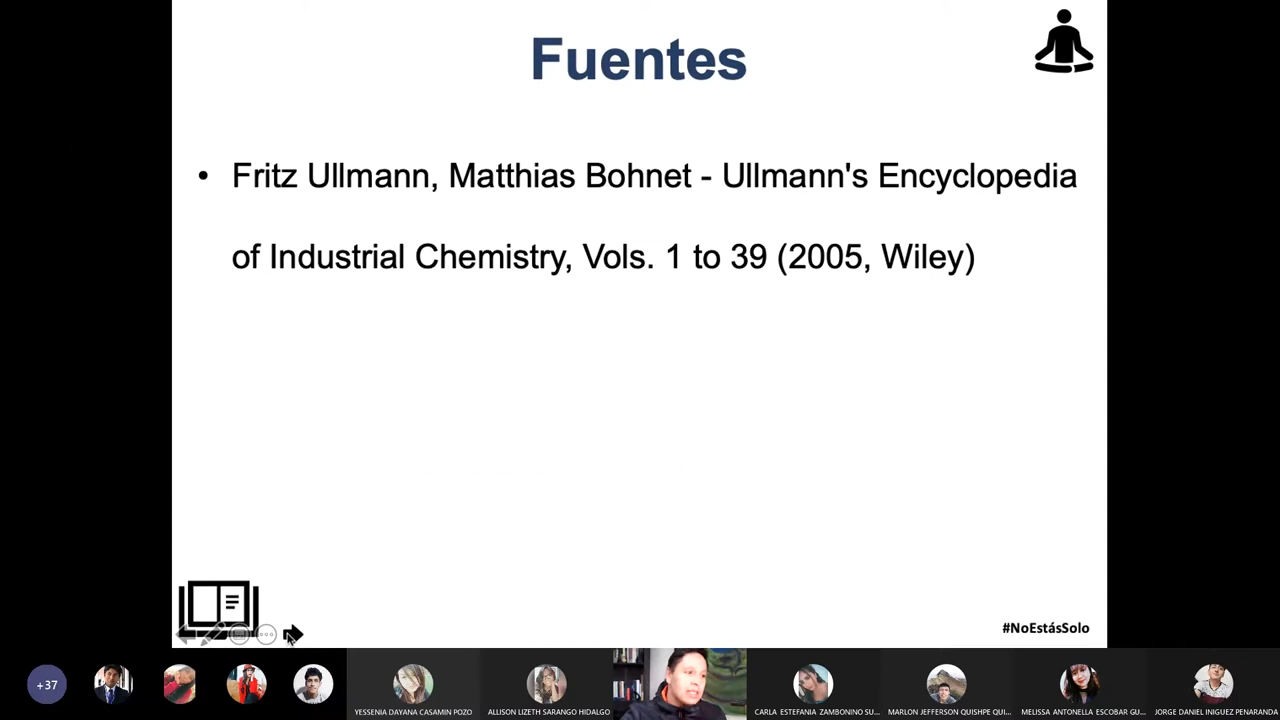 Fuentes
• Fritz Ullmann, Matthias Bohnet - Ullmann's Encyclopedia
of Industrial Chemistry, Vols. 1 to 39 (2005, Wiley)
#NoEstásSolo
+37
YESSENIA DAYANA CASAMIN POZO
ALLISON LIZETH SARANGO HIDALGO
CARLA ESTEFANIA ZAMBONINO SU...
MARLON JEFFERSON QUISHPE QUI...
MELISSA ANTONELLA ESCOBAR GU...
JORGE DANIEL INIGUEZ PENARANDA